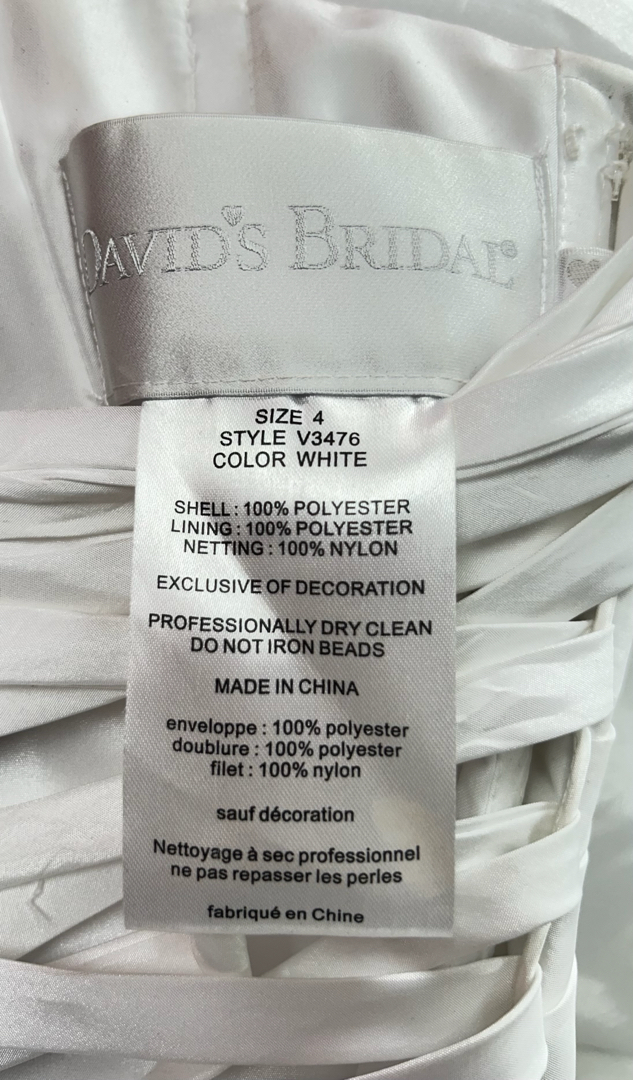 DAVID'S BRIDAL®
SIZE 4
STYLE V3476
COLOR WHITE
SHELL : 100% POLYESTER
LINING : 100% POLYESTER
NETTING : 100% NYLON
EXCLUSIVE OF DECORATION
PROFESSIONALLY DRY CLEAN
DO NOT IRON BEADS
MADE IN CHINA
enveloppe : 100% polyester
doublure : 100% polyester
filet : 100% nylon
sauf décoration
Nettoyage à sec professionnel
ne pas repasser les perles
fabriqué en Chine